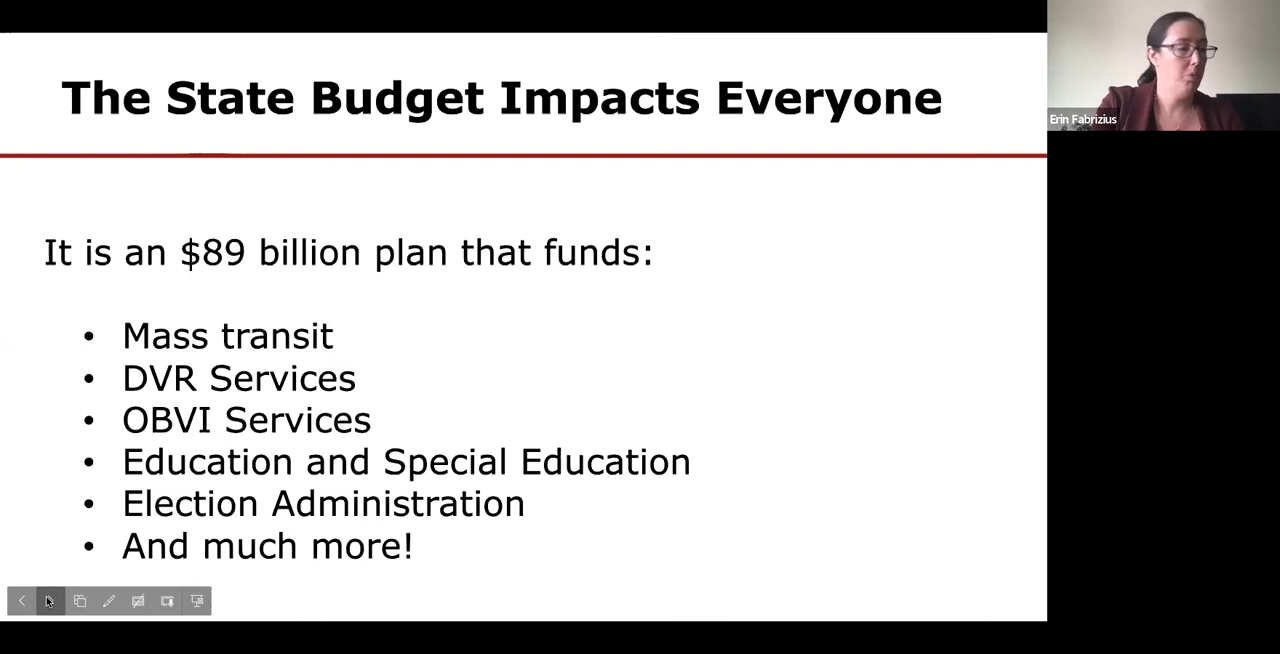 The State Budget Impacts Everyone
It is an $89 billion plan that funds:
• Mass transit
• DVR Services
• OBVI Services
• Education and Special Education
• Election Administration
• And much more!
Erin Fabrizius